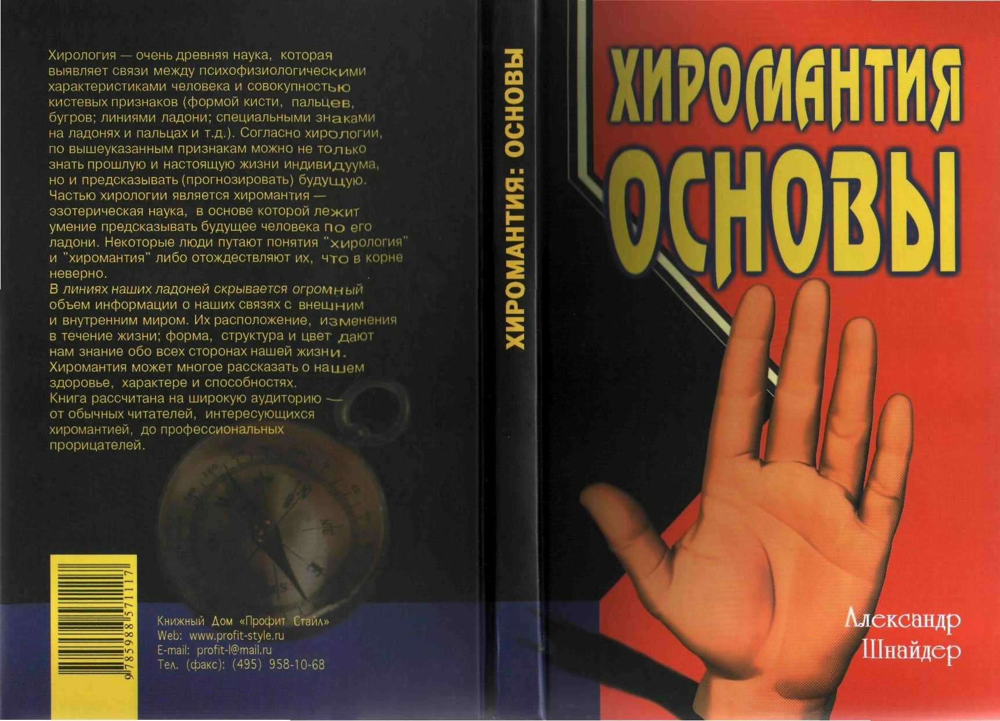 Хирология — очень древняя наука, которая
выявляет связи между психофизиологическими
характеристиками человека и совокупностью
кистевых признаков (формой кисти, пальцев,
бугров; линиями ладони; специальными знаками
на ладонях и пальцах и т.д.). Согласно хирологии,
по вышеуказанным признакам можно не только
знать прошлую и настоящую жизни индивидуума,
но и предсказывать (прогнозировать) будущую.
Частью хирологии является хиромантия —
эзотерическая наука, в основе которой лежит
умение предсказывать будущее человека по его
ладони. Некоторые люди путают понятия "хирология"
и "хиромантия" либо отождествляют их, что в корне
неверно.
В линиях наших ладоней скрывается огромный
объем информации о наших связях с внешним
и внутренним миром. Их расположение, изменения
в течение жизни; форма, структура и цвет дают
нам знание обо всех сторонах нашей жизни.
Хиромантия может многое рассказать о нашем
здоровье, характере и способностях.
Книга рассчитана на широкую аудиторию —
от обычных читателей, интересующихся
хиромантией, до профессиональных
прорицателей.
9785988571117
Книжный Дом «Профит Стайл»
Web: www.profit-style.ru
E-mail: profit-l@mail.ru
Тел. (факс): (495) 958-10-68
ХИРОМАНТИЯ: ОСНОВЫ
ХИРОМАНТИЯ
ОСНОВЫ
Александр
Шнайдер